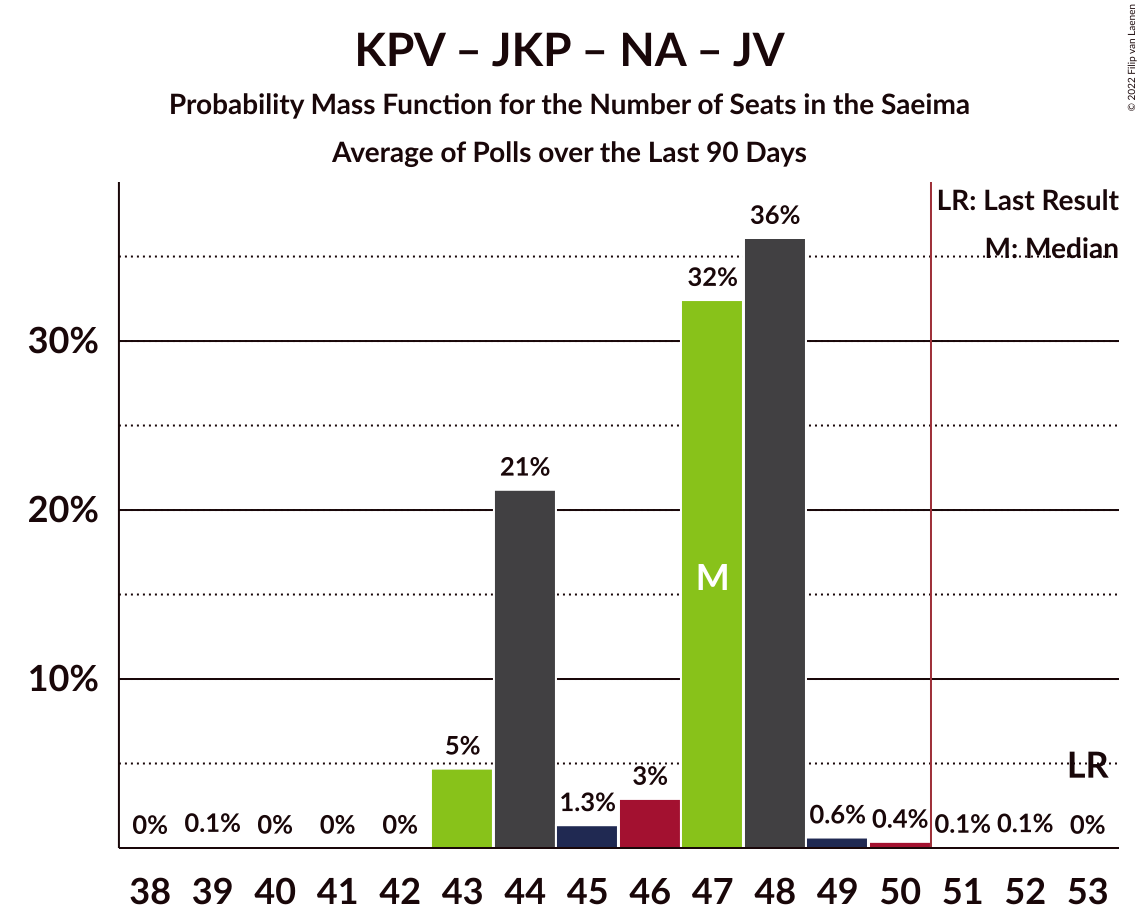 KPV – JKP – NA – JV
Probability Mass Function for the Number of Seats in the Saeima
Average of Polls over the Last 90 Days
© 2022 Filip van Laenen
LR: Last Result
M: Median
36%
32%
30%
21%
20%
M
10%
5%
LR
3%
1.3%
0% 0.1% 0% 0% 0% 0.6% 0.4% 0.1% 0.1% 0%
38 39 40 41 42 43 44 45 46 47 48 49 50 51 52 53